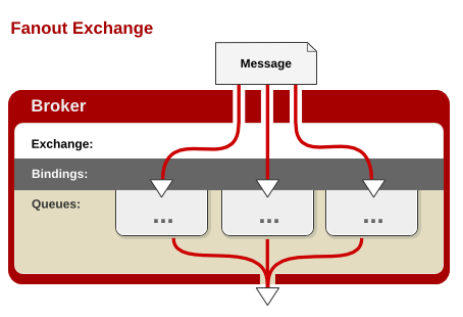 Fanout Exchange
Message
Broker
Exchange:
Bindings:
Queues:
... ... ...